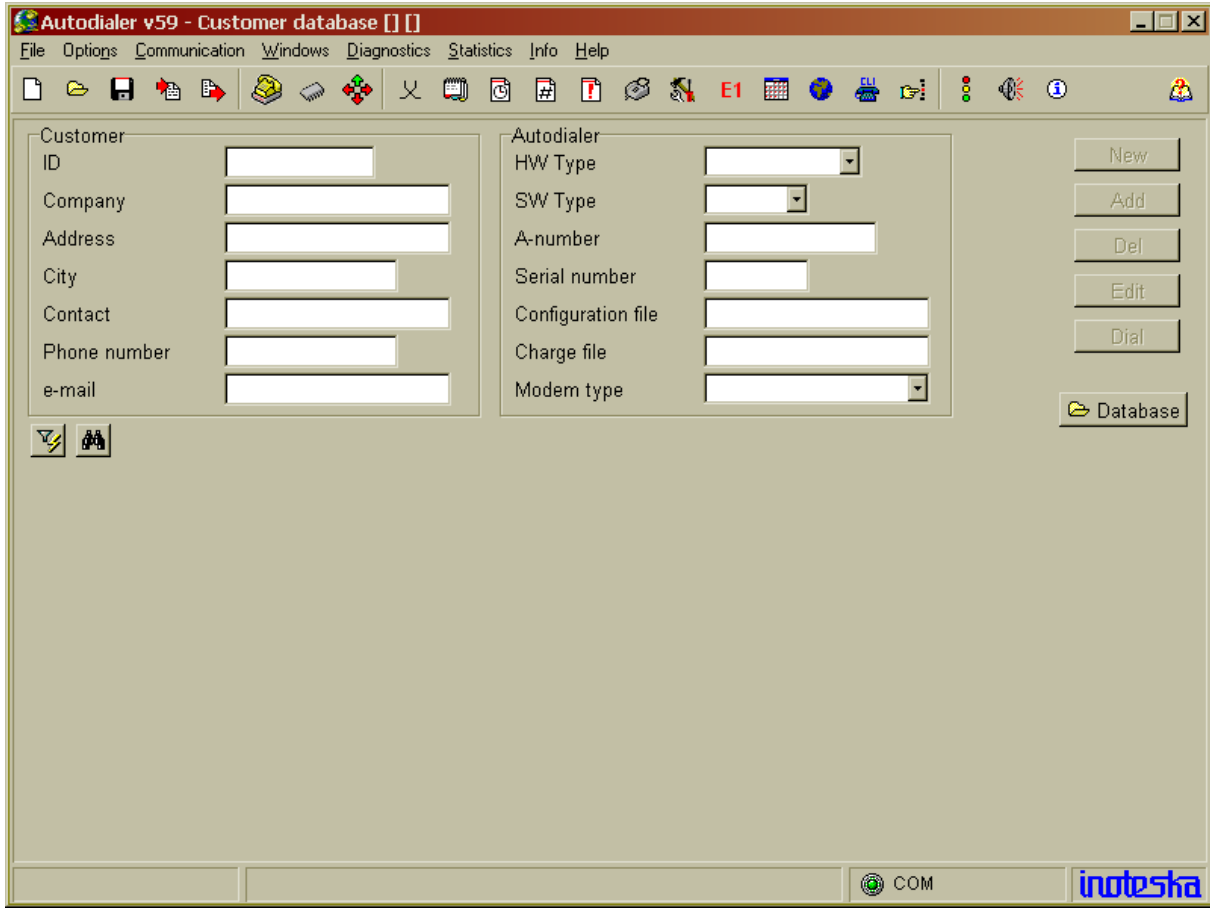 Autodialer v59 - Customer database [] []
File Options Communication Windows Diagnostics Statistics Info Help
E1 CLI
Customer
ID
Company
Address
City
Contact
Phone number
e-mail
Autodialer
HW Type
SW Type
A-number
Serial number
Configuration file
Charge file
Modem type
New
Add
Del
Edit
Dial
Database
COM
inoteska